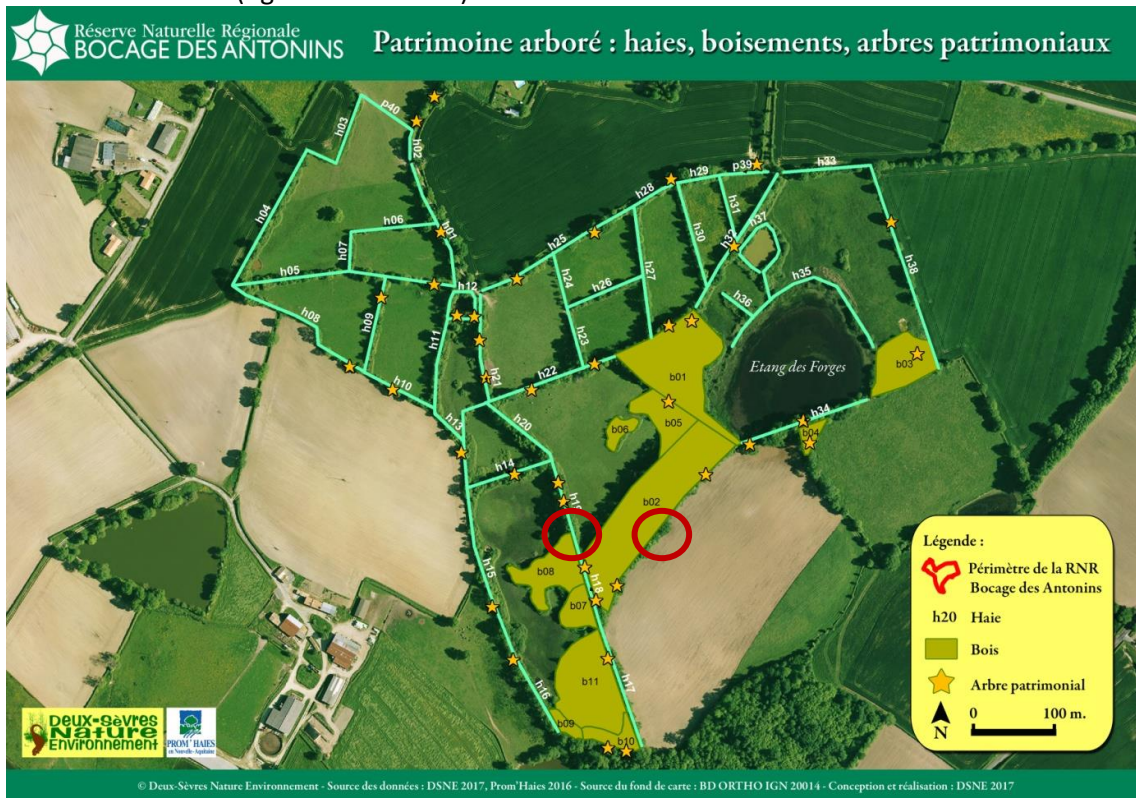 Réserve Naturelle Régionale
BOCAGE DES ANTONINS
Patrimoine arboré : haies, boisements, arbres patrimoniaux
p40
h03
h02
h04
h06
h01
h07
h05
h12
h08
h09
h11
h10
h13
h25
h28
h29
p39
h33
h31
h37
h32
h30
h38
h24
h26
h27
h35
h36
h23
h22
h21
h20
Etang des Forges
b03
b01
b05
b06
h34
b04
h14
b02
h19
h15
b08
h18
b07
b11
h17
h16
b09
b10
Légende :
Périmètre de la RNR
Bocage des Antonins
h20 Haie
Bois
Arbre patrimonial
N
0 100 m.
Deux-Sèvres
Nature
Environnement
PROM'HAIES
en Nouvelle-Aquitaine
© Deux-Sèvres Nature Environnement - Source des données : DSNE 2017, Prom'Haies 2016 - Source du fond de carte : BD ORTHO IGN 20014 - Conception et réalisation : DSNE 2017